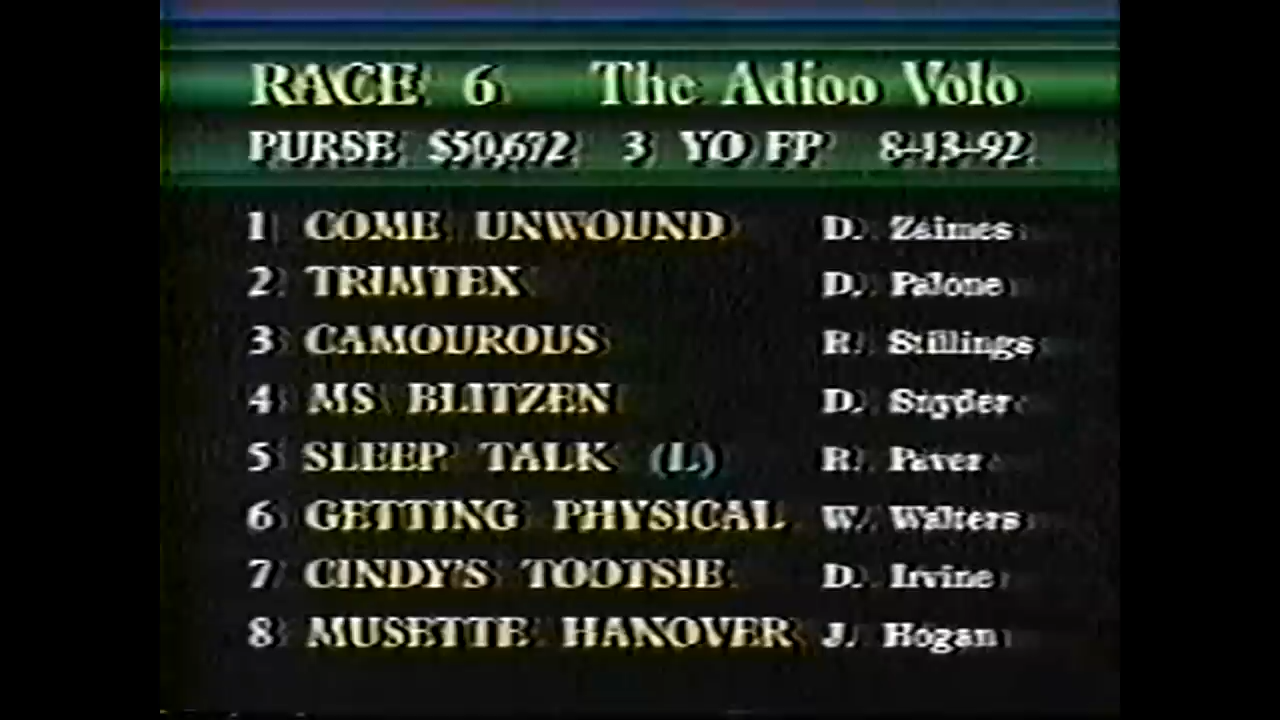 RACE 6 The Adioo Volo
PURSE $50,672 3 YO FP 8-13-92
1 COME UNWOUND D. Zaimes
2 TRIMTEX D. Palone
3 CAMOUROUS R. Stillings
4 MS BLITZEN D. Snyder
5 SLEEP TALK (L) R. Paver
6 GETTING PHYSICAL W. Walters
7 CINDY'S TOOTSIE D. Irvine
8 MUSETTE HANOVER J. Hogan